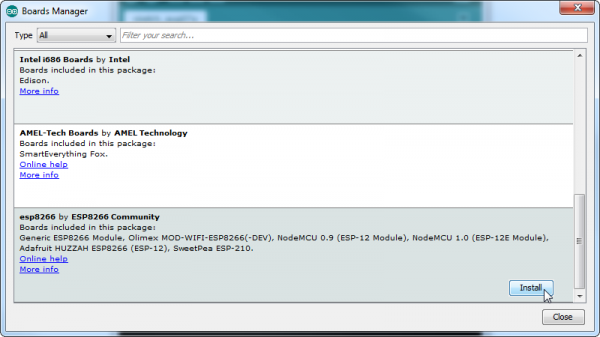 Boards Manager
Type All Filter your search...
Intel i686 Boards by Intel
Boards included in this package:
Edison.
More info
AMEL-Tech Boards by AMEL Technology
Boards included in this package:
SmartEverything Fox.
Online help
More info
esp8266 by ESP8266 Community
Boards included in this package:
Generic ESP8266 Module, Olimex MOD-WIFI-ESP8266(-DEV), NodeMCU 0.9 (ESP-12 Module), NodeMCU 1.0 (ESP-12E Module),
Adafruit HUZZAH ESP8266 (ESP-12), SweetPea ESP-210.
Online help
More info
Install
Close